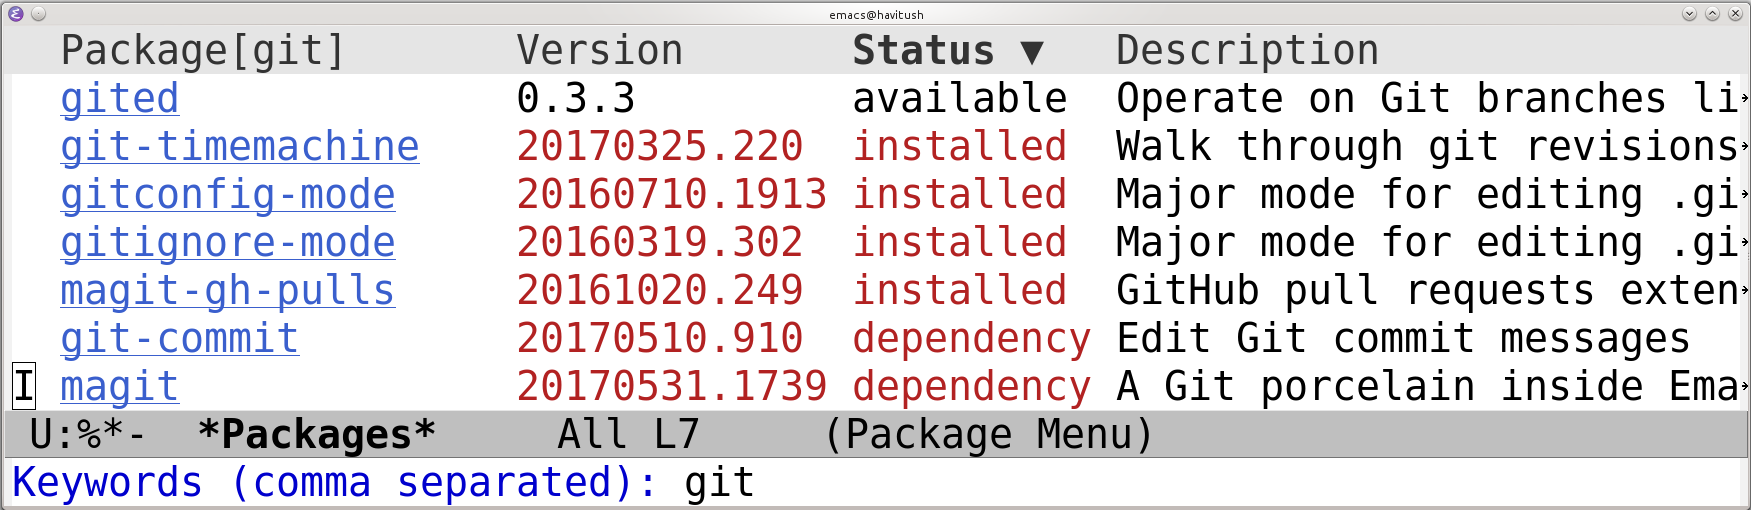 emacs@havitush
Package[git] Version Status ▼ Description
gited 0.3.3 available Operate on Git branches li
git-timemachine 20170325.220 installed Walk through git revisions
gitconfig-mode 20160710.1913 installed Major mode for editing .gi
gitignore-mode 20160319.302 installed Major mode for editing .gi
magit-gh-pulls 20161020.249 installed GitHub pull requests exten
git-commit 20170510.910 dependency Edit Git commit messages
I magit 20170531.1739 dependency A Git porcelain inside Ema
U:%*- *Packages* All L7 (Package Menu)
Keywords (comma separated): git